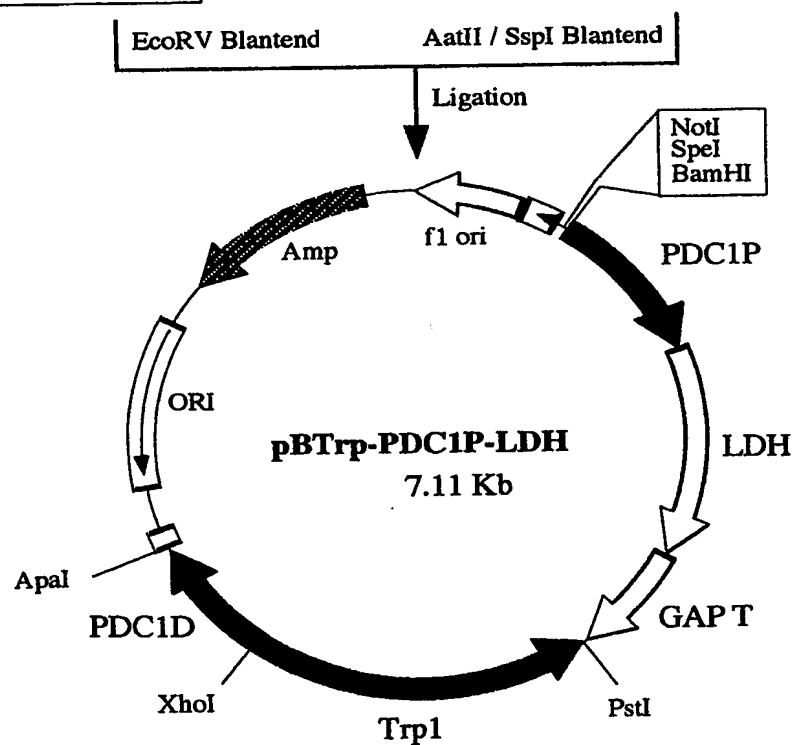 EcoRV Blantend
AatII / SspI Blantend
Ligation
NotI
SpeI
BamHI
f1 ori
Amp
PDC1P
ORI
pBTrp-PDC1P-LDH
7.11 Kb
LDH
ApaI
PDC1D
GAP T
XhoI
PstI
Trp1